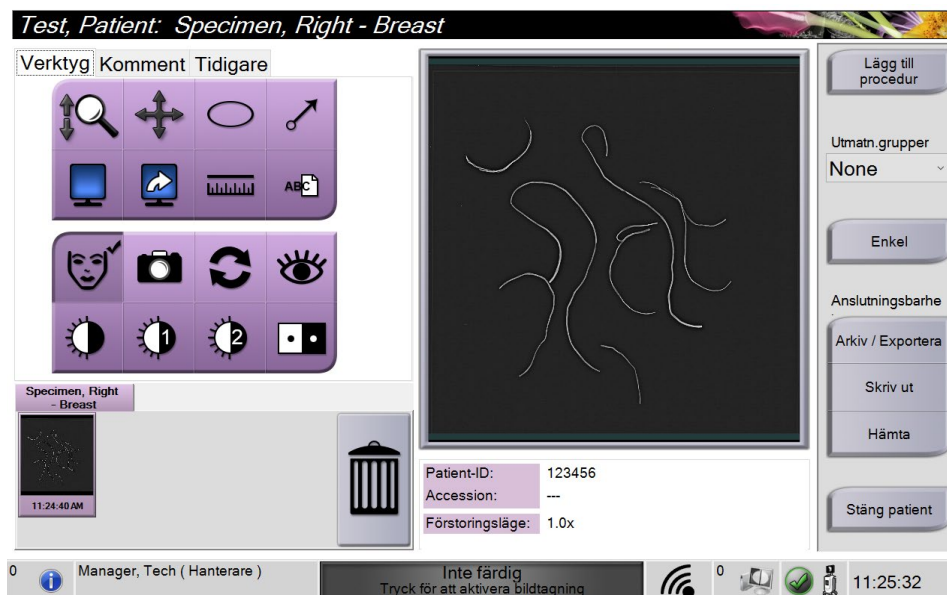 Test, Patient: Specimen, Right - Breast
Verktyg Komment Tidigare
ABC
1
2
Specimen, Right
- Breast
11:24:40 AM
Patient-ID: 123456
Accession: ---
Förstoringsläge: 1.0x
Lägg till
procedur
Utmatn.grupper
None
Enkel
Anslutningsbarhe
Arkiv / Exportera
Skriv ut
Hämta
Stäng patient
0
Manager, Tech ( Hanterare )
Inte färdig
Tryck för att aktivera bildtagning
0
11:25:32